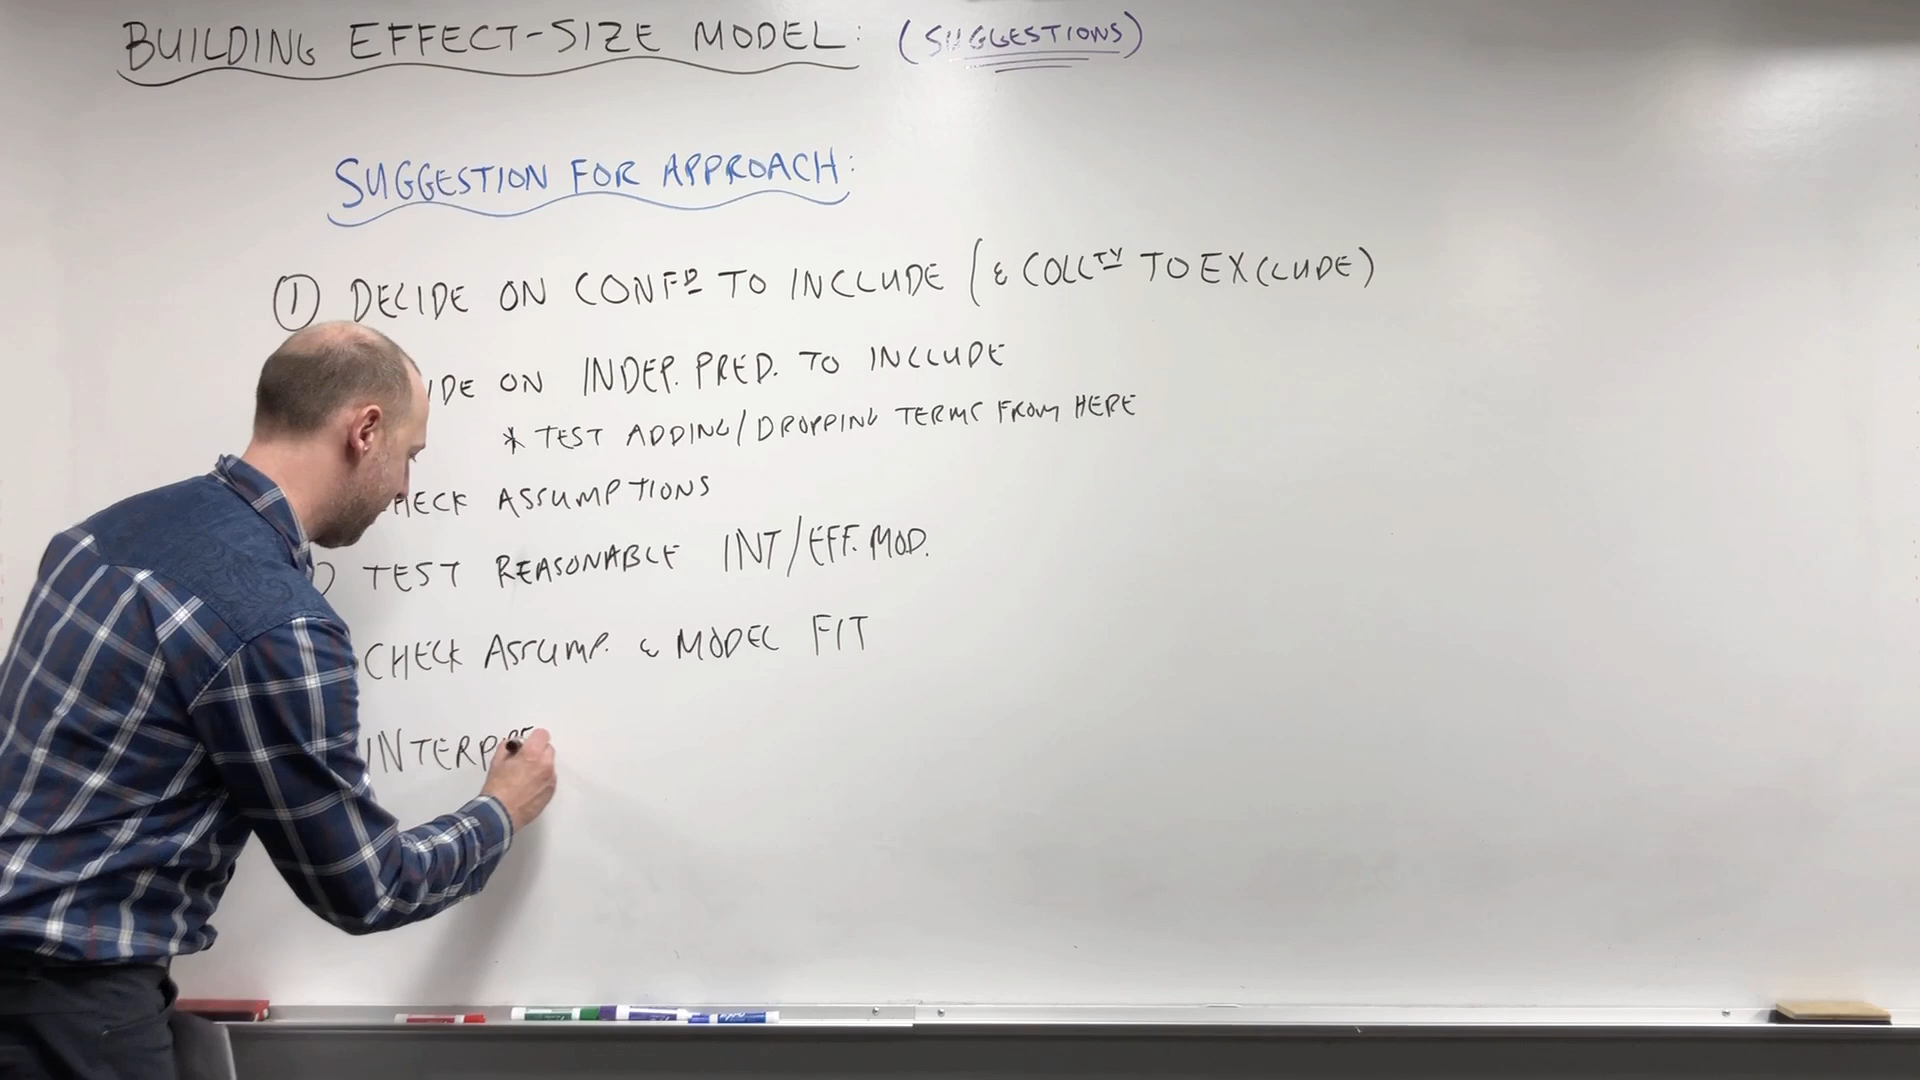 BUILDING EFFECT-SIZE MODEL: (SUGGESTIONS)
SUGGESTION FOR APPROACH:
① DECIDE ON CONFᴰ TO INCLUDE (& COLLᵀʸ TO EXCLUDE)
IDE ON INDEP. PRED. TO INCLUDE
* TEST ADDING/DROPPING TERMS FROM HERE
HECK ASSUMPTIONS
) TEST REASONABLE INT/EFF. MOD.
CHECK ASSUMP. & MODEL FIT
INTERPRE